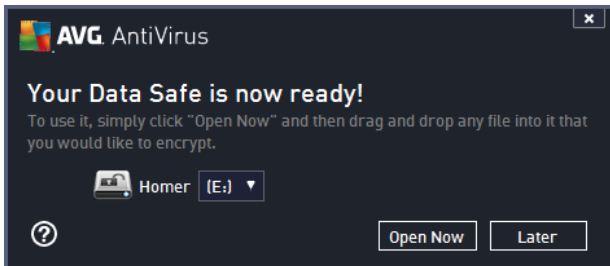 AVG. AntiVirus
x
Your Data Safe is now ready!
To use it, simply click "Open Now" and then drag and drop any file into it that
you would like to encrypt.
Homer (E:)
?
Open Now Later